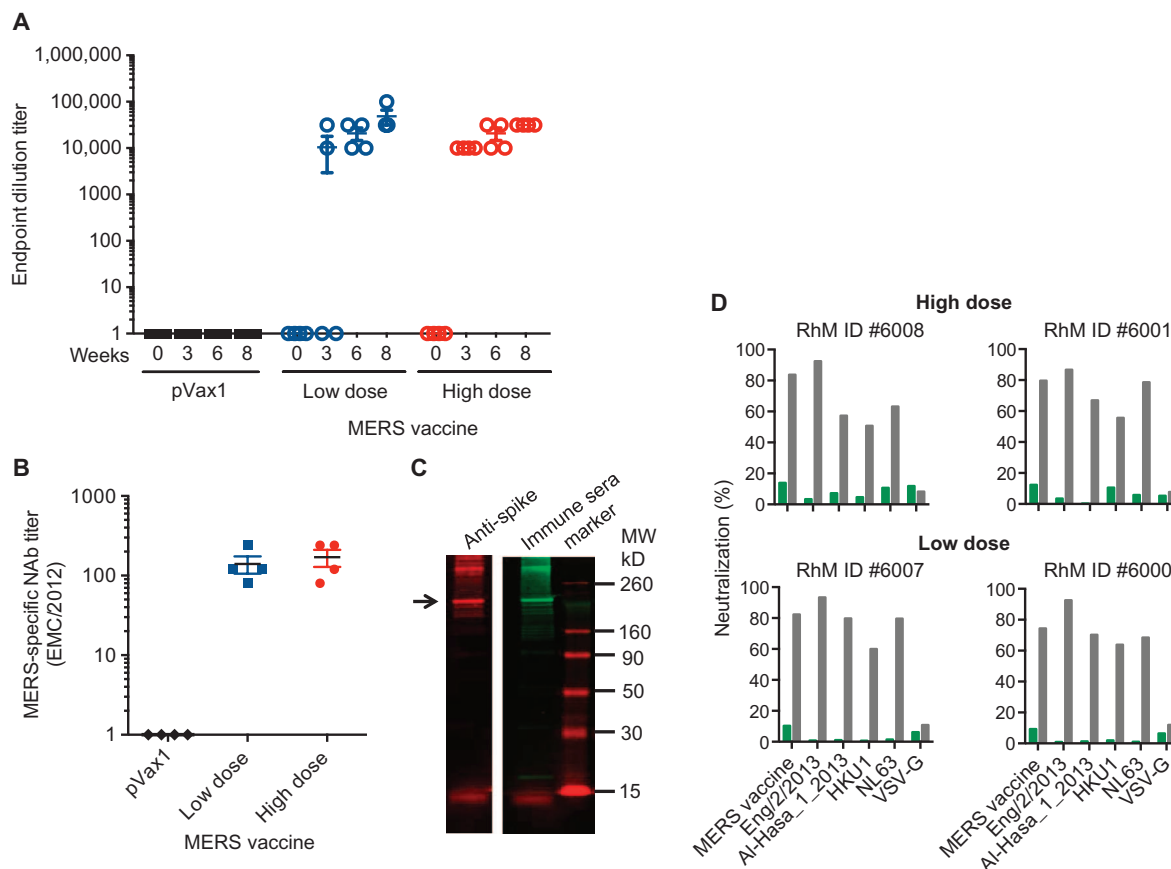 A
Endpoint dilution titer
1,000,000
100,000
10,000
1000
100
10
1
Weeks 0 3 6 8 0 3 6 8 0 3 6 8
pVax1 Low dose High dose
MERS vaccine
B
MERS-specific NAb titer
(EMC/2012)
1000
100
10
1
pVax1
Low dose
High dose
MERS vaccine
C
Anti-spike
Immune sera
marker
MW
kD
260
160
90
50
30
15
D
High dose
RhM ID #6008 RhM ID #6001
100 100
80 80
60 60
40 40
20 20
0 0
Neutralization (%)
Low dose
RhM ID #6007 RhM ID #6000
100 100
80 80
60 60
40 40
20 20
0 0
MERS vaccine
Eng/2/2013
Al-Hasa_1_2013
HKU1
NL63
VSV-G
MERS vaccine
Eng/2/2013
Al-Hasa_1_2013
HKU1
NL63
VSV-G